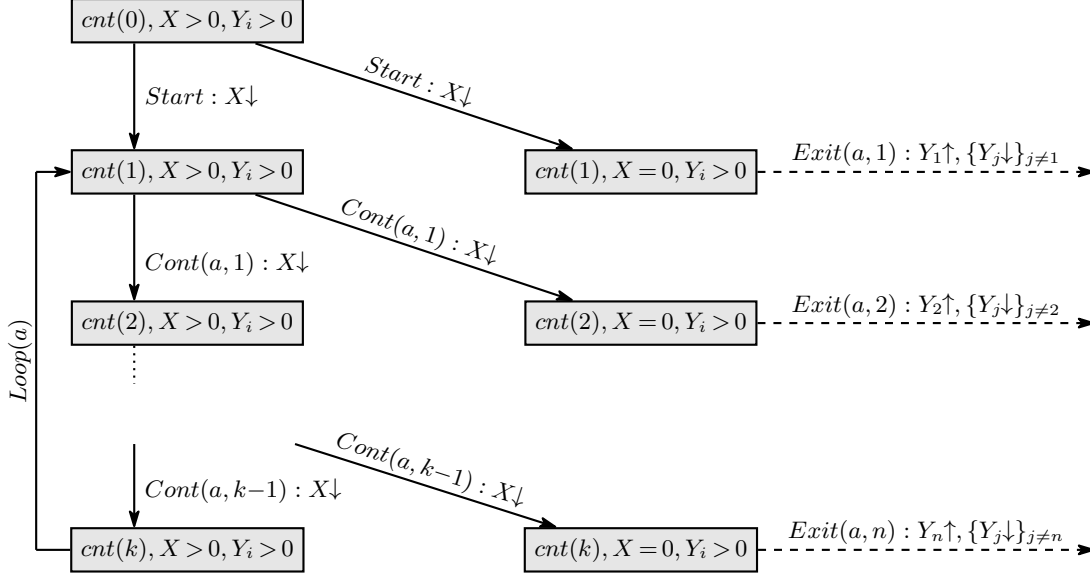 cnt(0), X > 0, Y_i > 0
Start : X↓
Start : X↓
cnt(1), X > 0, Y_i > 0
cnt(1), X = 0, Y_i > 0
Exit(a, 1) : Y_1↑, {Y_j↓}_{j≠1}
Cont(a, 1) : X↓
Cont(a, 1) : X↓
cnt(2), X > 0, Y_i > 0
cnt(2), X = 0, Y_i > 0
Exit(a, 2) : Y_2↑, {Y_j↓}_{j≠2}
Loop(a)
Cont(a, k−1) : X↓
Cont(a, k−1) : X↓
cnt(k), X > 0, Y_i > 0
cnt(k), X = 0, Y_i > 0
Exit(a, n) : Y_n↑, {Y_j↓}_{j≠n}